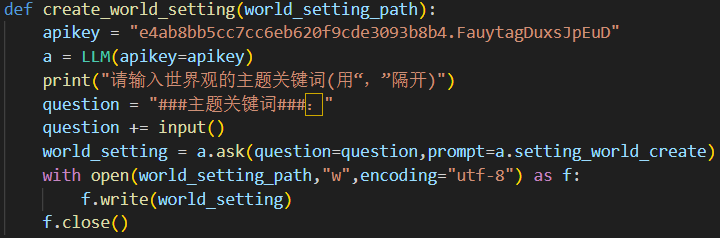 def create_world_setting(world_setting_path):
    apikey = "e4ab8bb5cc7cc6eb620f9cde3093b8b4.FauytagDuxsJpEuD"
    a = LLM(apikey=apikey)
    print("请输入世界观的主题关键词(用“，”隔开)")
    question = "###主题关键词###："
    question += input()
    world_setting = a.ask(question=question,prompt=a.setting_world_create)
    with open(world_setting_path,"w",encoding="utf-8") as f:
        f.write(world_setting)
    f.close()